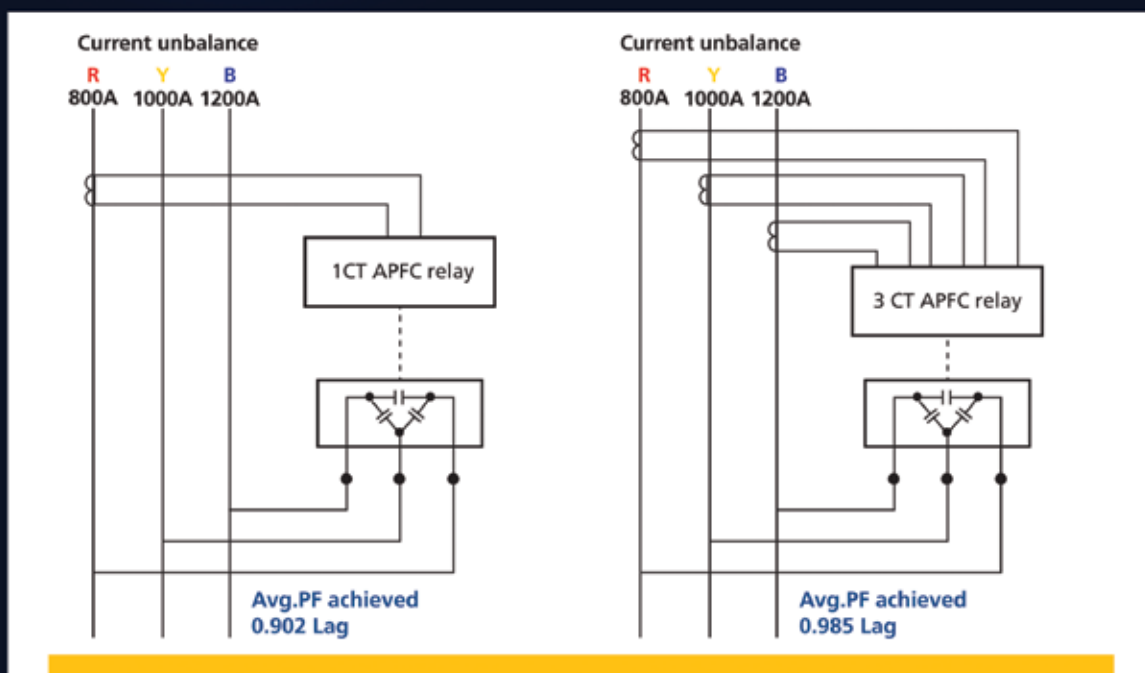 Current unbalance
R Y B
800A 1000A 1200A
1CT APFC relay
Avg.PF achieved
0.902 Lag
Current unbalance
R Y B
800A 1000A 1200A
3 CT APFC relay
Avg.PF achieved
0.985 Lag